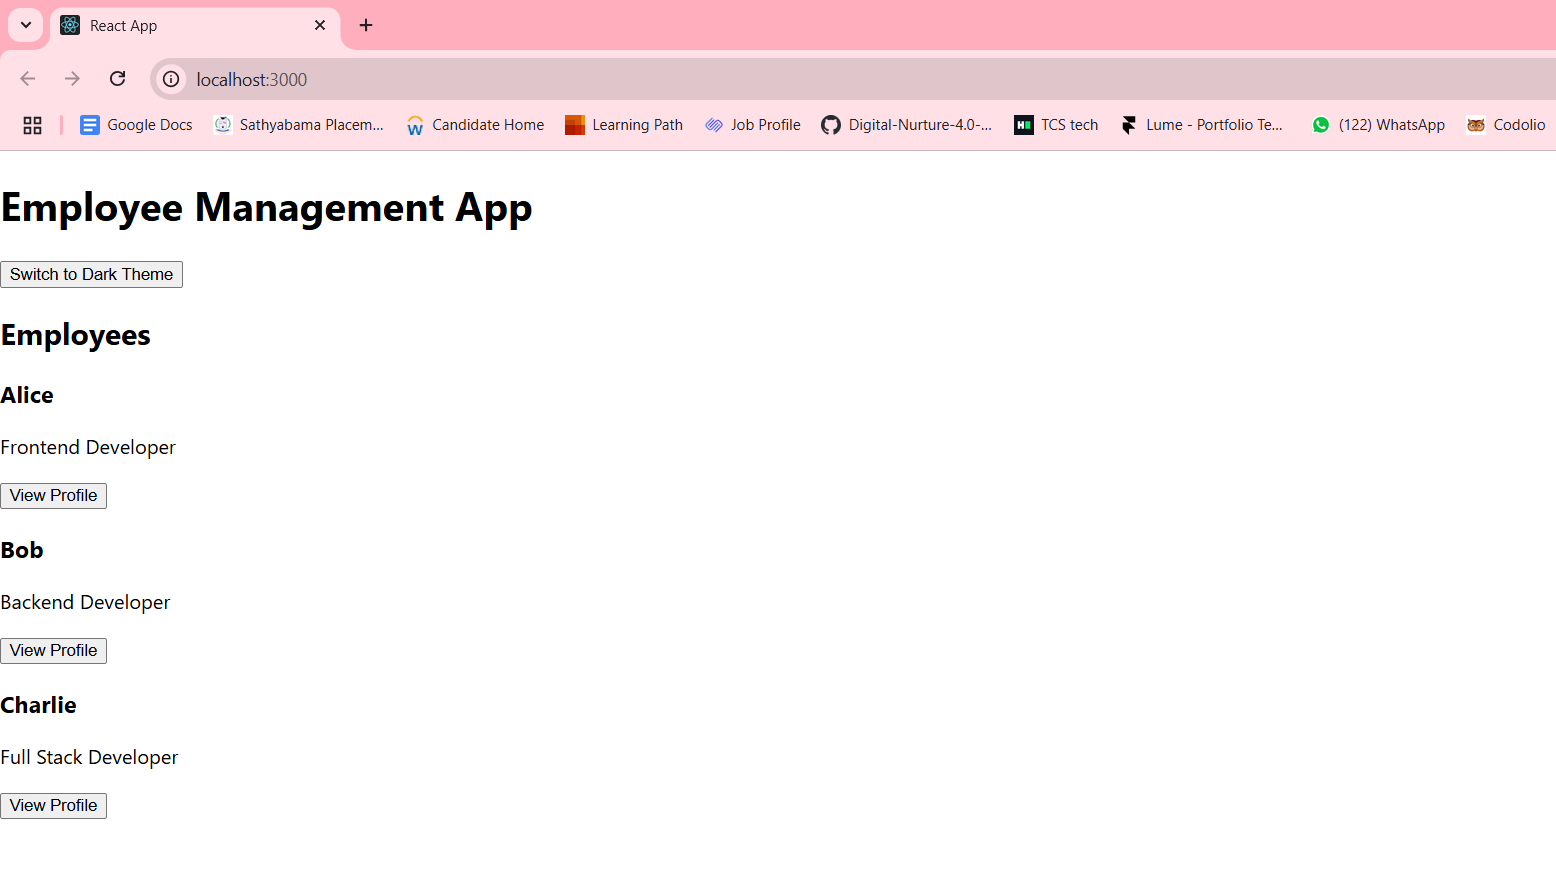 React App
localhost:3000
Google Docs Sathyabama Placem... Candidate Home Learning Path Job Profile Digital-Nurture-4.0-... TCS tech Lume - Portfolio Te... (122) WhatsApp Codolio
Employee Management App
Switch to Dark Theme
Employees
Alice
Frontend Developer
View Profile
Bob
Backend Developer
View Profile
Charlie
Full Stack Developer
View Profile